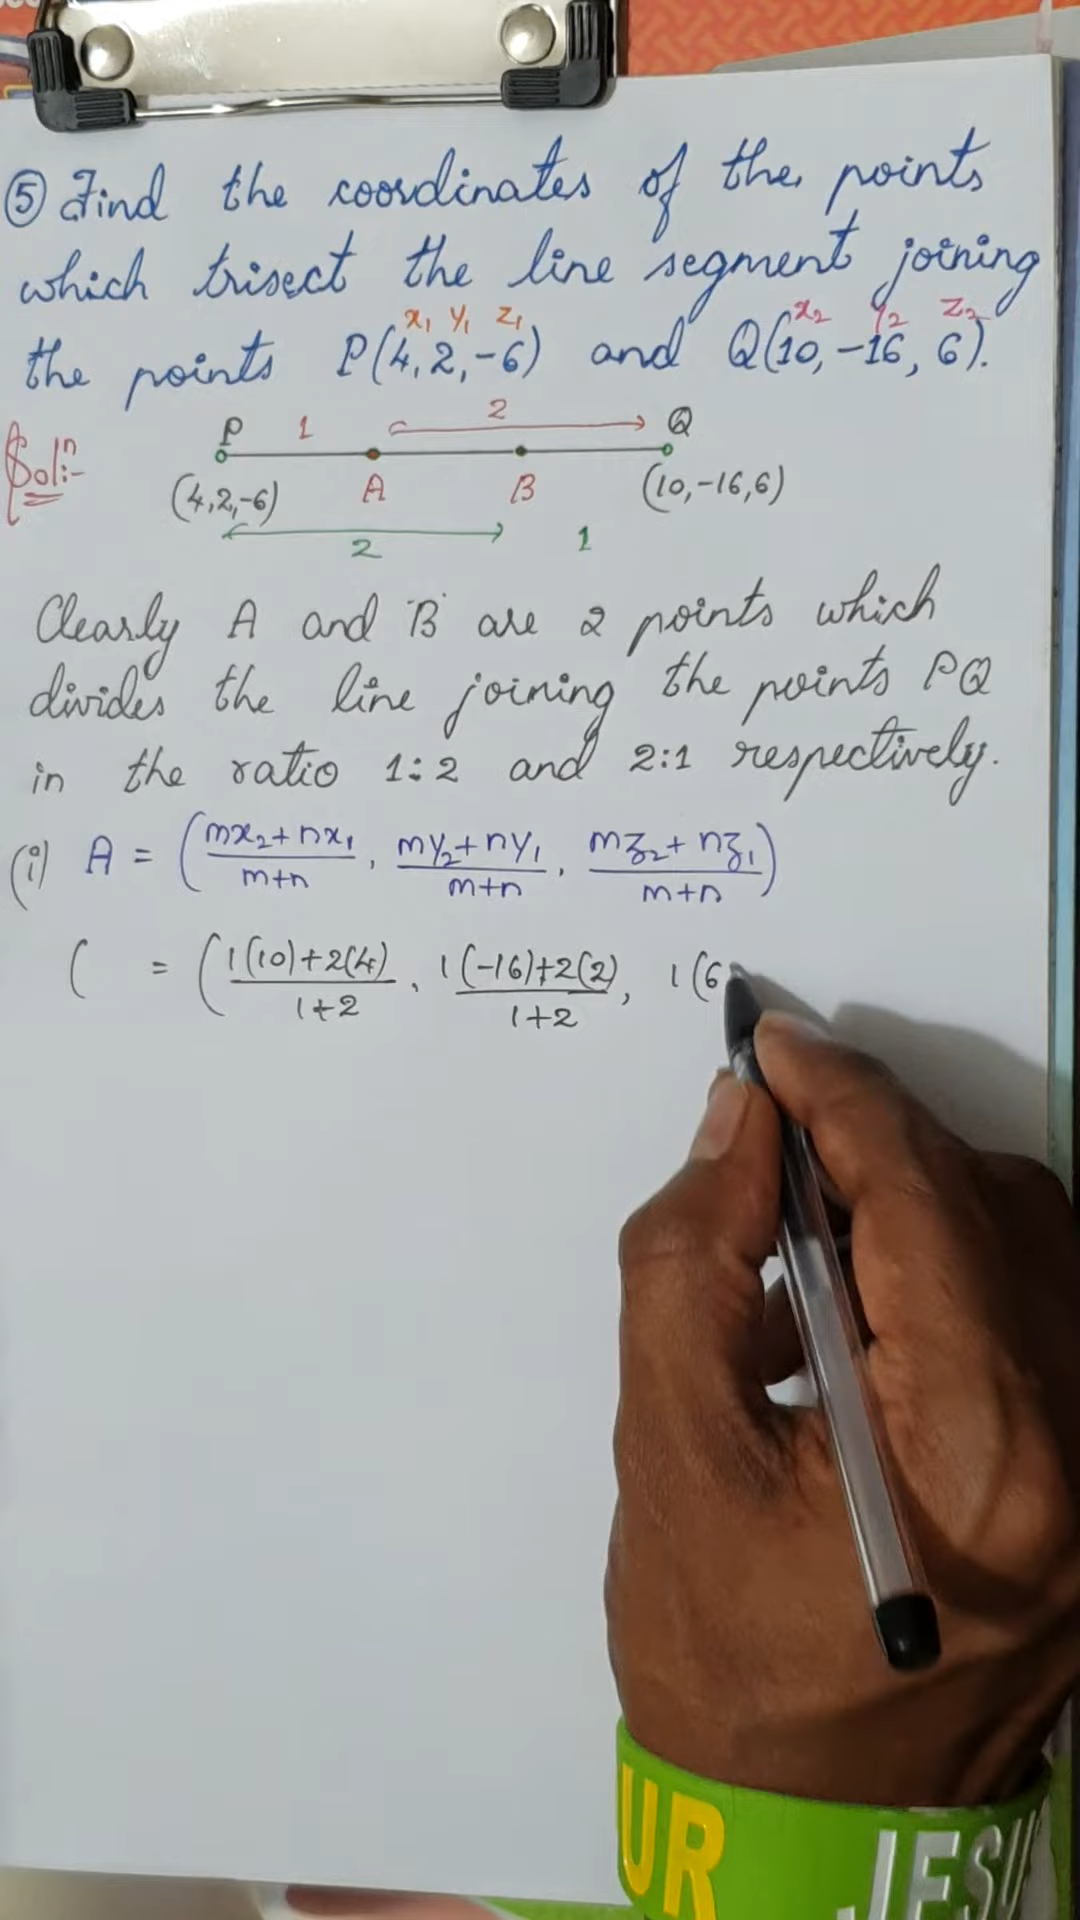 ⑤ Find the coordinates of the points
which trisect the line segment joining
x₁ y₁ z₁ x₂ y₂ z₂
the points P(4, 2, -6) and Q(10, -16, 6).
Solⁿ:-
P 1 2 Q
(4,2,-6) A B (10,-16,6)
2 1
Clearly A and B are 2 points which
divides the line joining the points PQ
in the ratio 1:2 and 2:1 respectively.
(i) A = (mx₂+nx₁/m+n, my₂+ny₁/m+n, mz₂+nz₁/m+n)
( = (1(10)+2(4)/1+2, 1(-16)+2(2)/1+2, 1(6
UR JESU